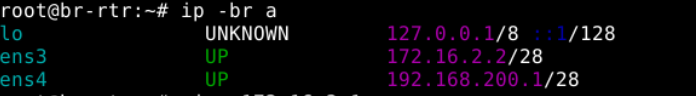 root@br-rtr:~# ip -br a
lo UNKNOWN 127.0.0.1/8 ::1/128
ens3 UP 172.16.2.2/28
ens4 UP 192.168.200.1/28